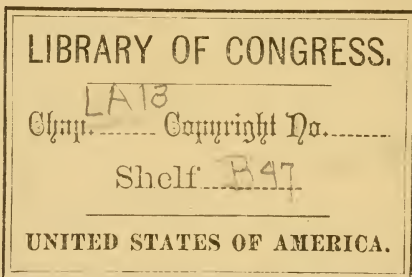 LIBRARY OF CONGRESS.
Chap. LA13 Copyright No.
Shelf B47
UNITED STATES OF AMERICA.